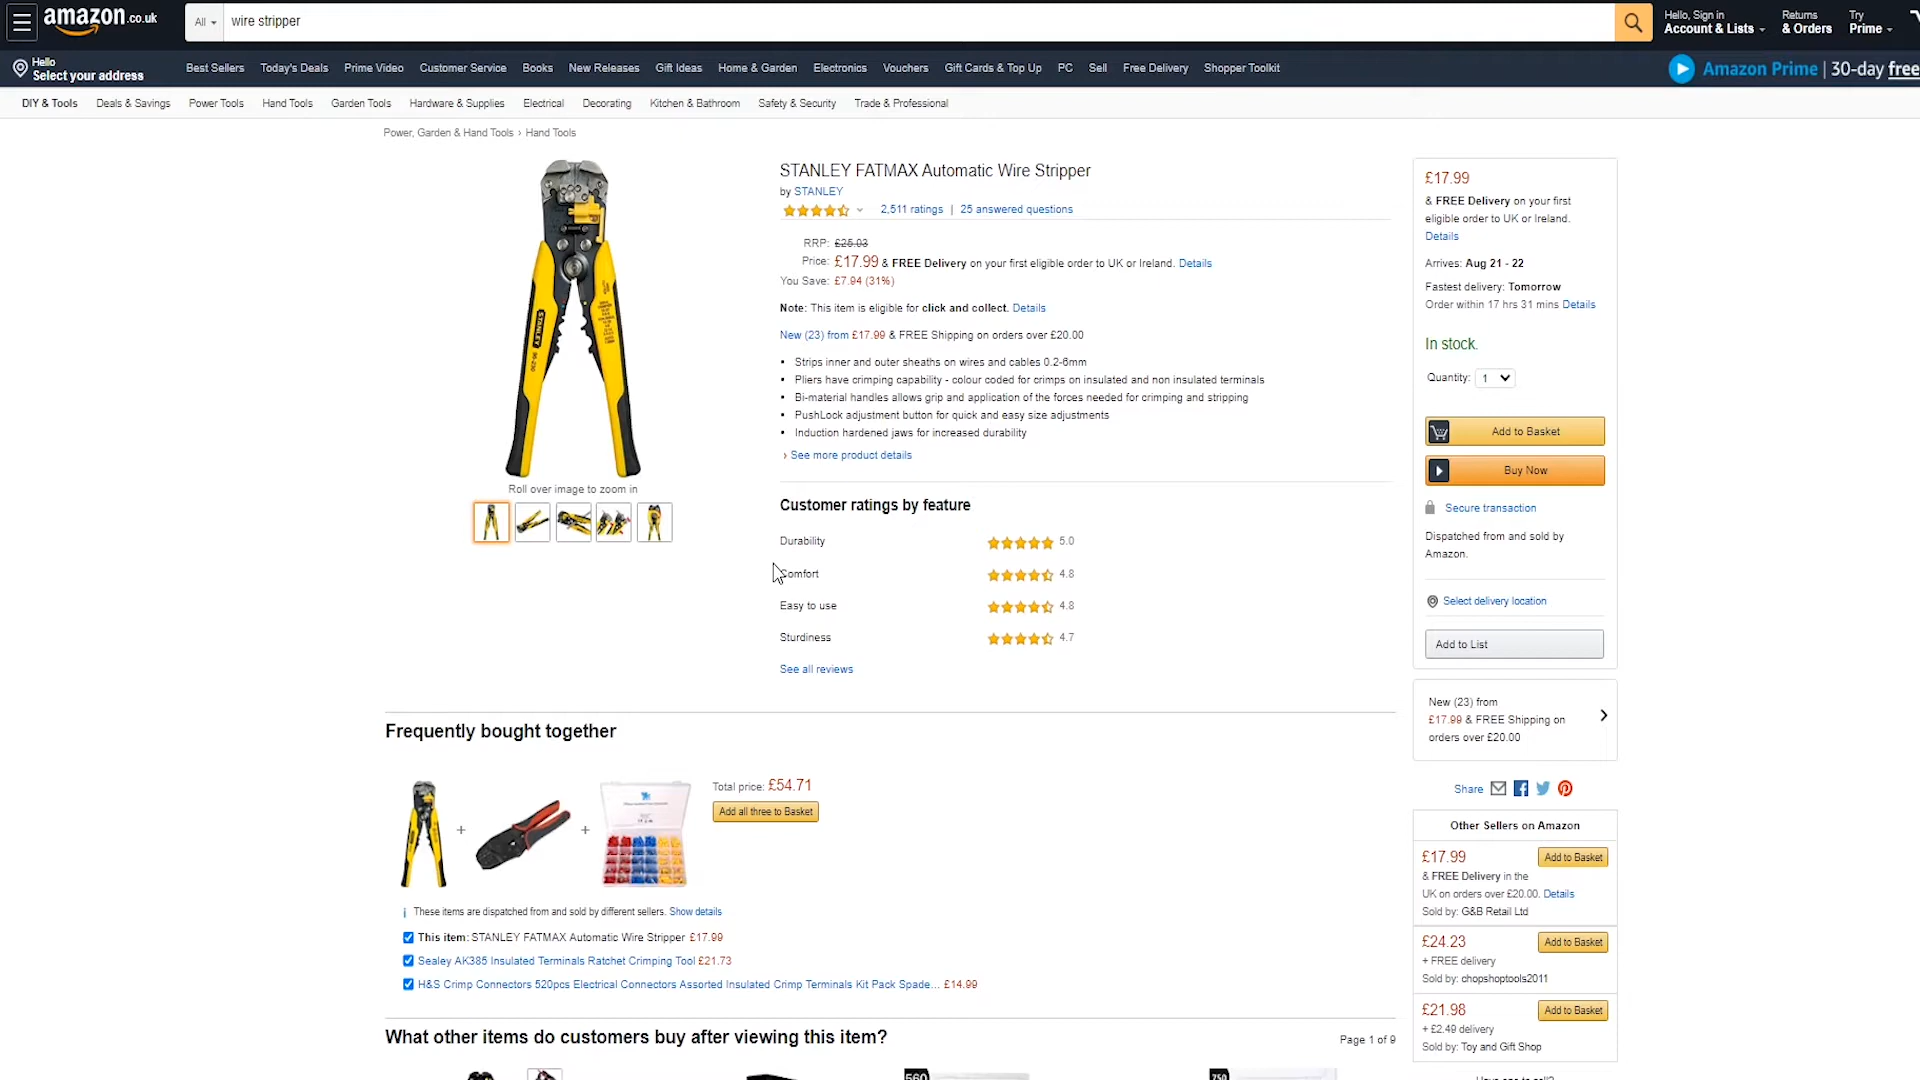 amazon.co.uk
All
wire stripper
Hello, Sign in
Account & Lists
Returns
& Orders
Try
Prime
Hello
Select your address
Best Sellers
Today's Deals
Prime Video
Customer Service
Books
New Releases
Gift Ideas
Home & Garden
Electronics
Vouchers
Gift Cards & Top Up
PC
Sell
Free Delivery
Shopper Toolkit
Amazon Prime | 30-day free
DIY & Tools
Deals & Savings
Power Tools
Hand Tools
Garden Tools
Hardware & Supplies
Electrical
Decorating
Kitchen & Bathroom
Safety & Security
Trade & Professional
Power, Garden & Hand Tools › Hand Tools
STANLEY
Roll over image to zoom in
STANLEY FATMAX Automatic Wire Stripper
by STANLEY
2,511 ratings | 25 answered questions
RRP: £25.03
Price: £17.99 & FREE Delivery on your first eligible order to UK or Ireland. Details
You Save: £7.94 (31%)
Note: This item is eligible for click and collect. Details
New (23) from £17.99 & FREE Shipping on orders over £20.00
• Strips inner and outer sheaths on wires and cables 0.2-6mm
• Pliers have crimping capability - colour coded for crimps on insulated and non insulated terminals
• Bi-material handles allows grip and application of the forces needed for crimping and stripping
• PushLock adjustment button for quick and easy size adjustments
• Induction hardened jaws for increased durability
› See more product details
Customer ratings by feature
Durability 5.0
Comfort 4.8
Easy to use 4.8
Sturdiness 4.7
See all reviews
£17.99
& FREE Delivery on your first
eligible order to UK or Ireland.
Details
Arrives: Aug 21 - 22
Fastest delivery: Tomorrow
Order within 17 hrs 31 mins Details
In stock.
Quantity: 1
Add to Basket
Buy Now
Secure transaction
Dispatched from and sold by
Amazon.
Select delivery location
Add to List
New (23) from
£17.99 & FREE Shipping on
orders over £20.00
Share
Other Sellers on Amazon
£17.99
Add to Basket
& FREE Delivery in the
UK on orders over £20.00. Details
Sold by: G&B Retail Ltd
£24.23
Add to Basket
+ FREE delivery
Sold by: chopshoptools2011
£21.98
Add to Basket
+ £2.49 delivery
Sold by: Toy and Gift Shop
Frequently bought together
+
+
Total price: £54.71
Add all three to Basket
i These items are dispatched from and sold by different sellers. Show details
This item: STANLEY FATMAX Automatic Wire Stripper £17.99
Sealey AK385 Insulated Terminals Ratchet Crimping Tool £21.73
H&S Crimp Connectors 520pcs Electrical Connectors Assorted Insulated Crimp Terminals Kit Pack Spade... £14.99
What other items do customers buy after viewing this item?
Page 1 of 9
560
750